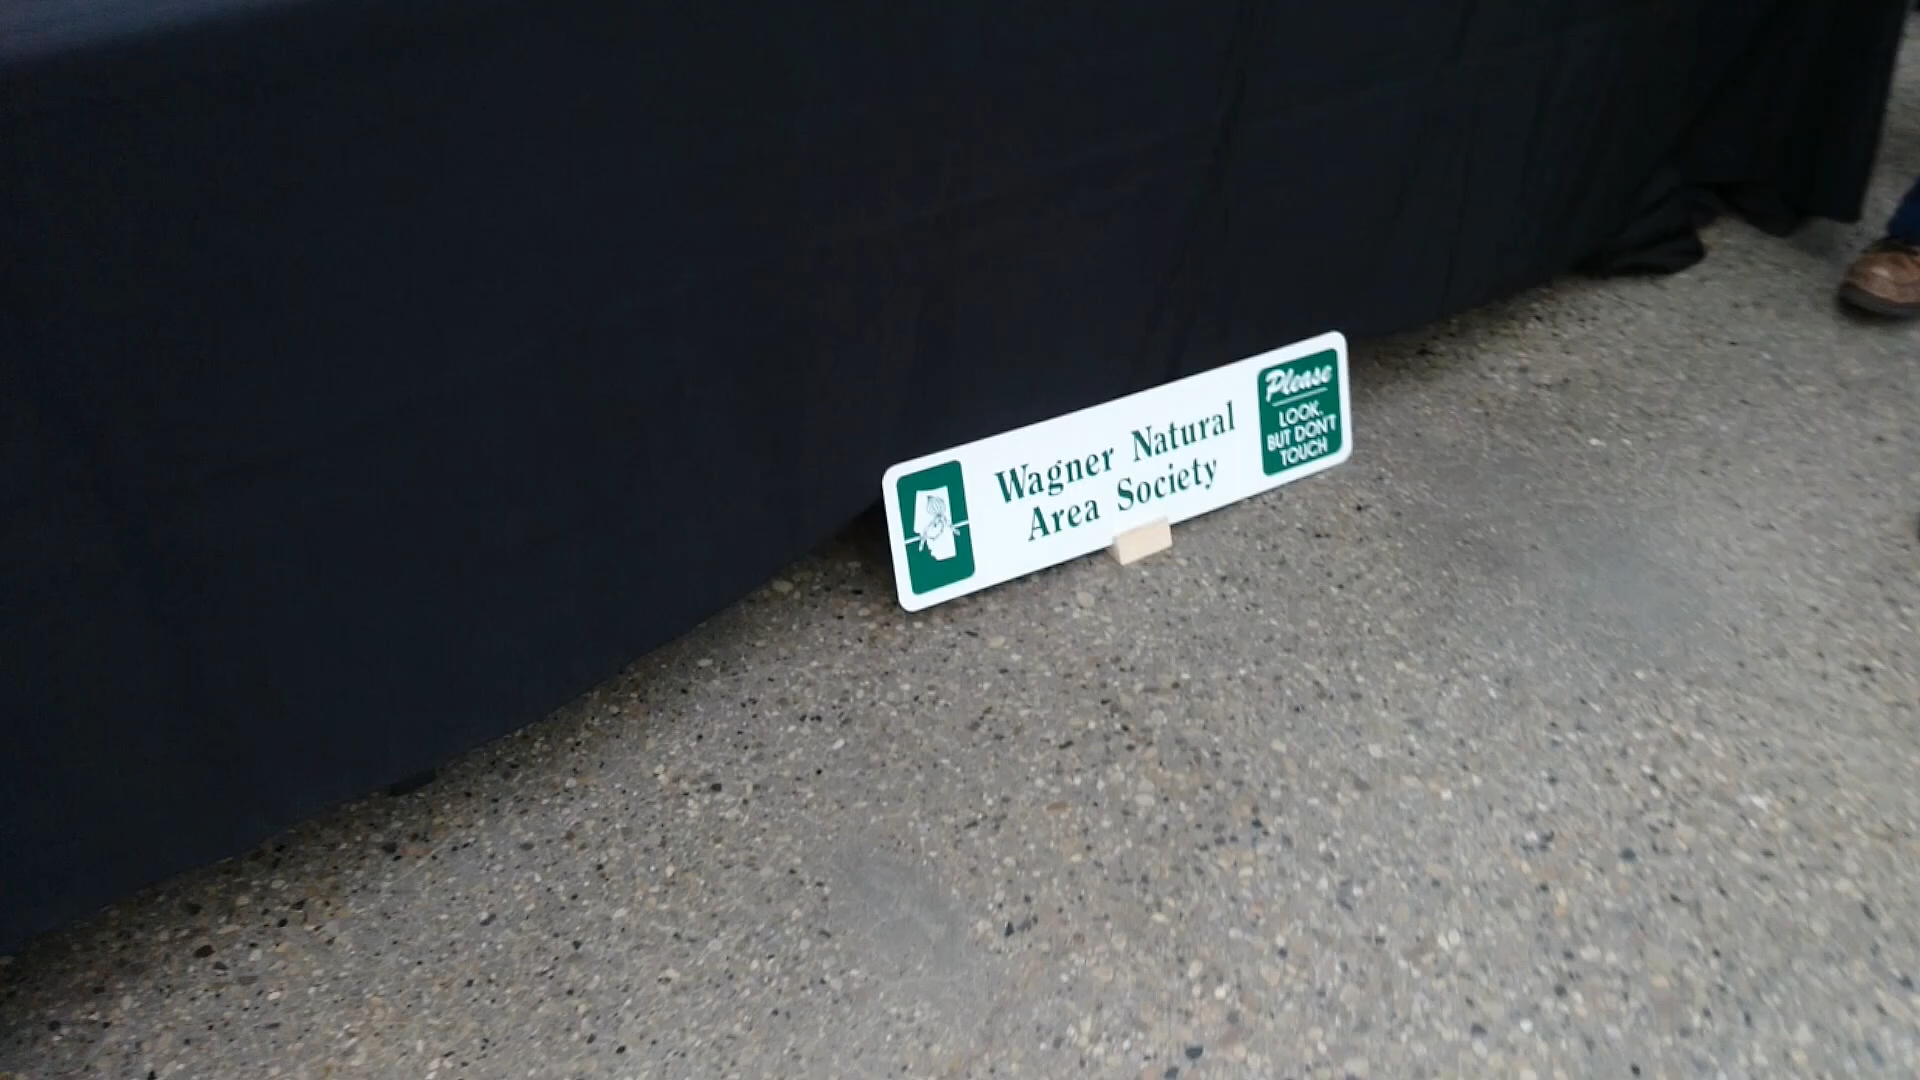 Wagner Natural
Area Society
Please
LOOK,
BUT DON'T
TOUCH